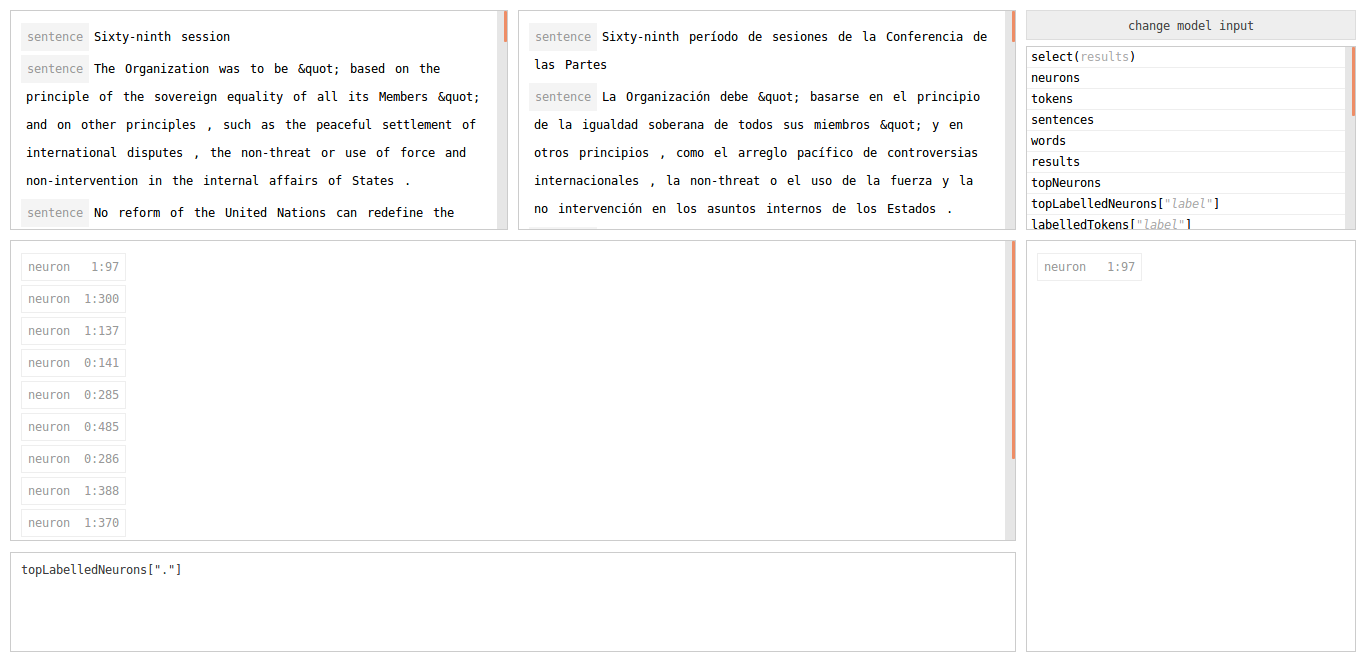 sentence Sixty-ninth session
sentence The Organization was to be &quot; based on the
principle of the sovereign equality of all its Members &quot;
and on other principles , such as the peaceful settlement of
international disputes , the non-threat or use of force and
non-intervention in the internal affairs of States .
sentence No reform of the United Nations can redefine the
sentence Sixty-ninth período de sesiones de la Conferencia de
las Partes
sentence La Organización debe &quot; basarse en el principio
de la igualdad soberana de todos sus miembros &quot; y en
otros principios , como el arreglo pacífico de controversias
internacionales , la non-threat o el uso de la fuerza y la
no intervención en los asuntos internos de los Estados .
change model input
select(results)
neurons
tokens
sentences
words
results
topNeurons
topLabelledNeurons["label"]
labelledTokens["label"]
neuron 1:97
neuron 1:300
neuron 1:137
neuron 0:141
neuron 0:285
neuron 0:485
neuron 0:286
neuron 1:388
neuron 1:370
neuron 1:97
topLabelledNeurons["."]